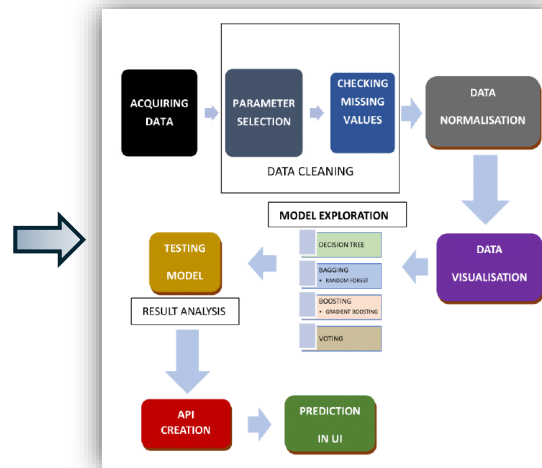 ACQUIRING
DATA
PARAMETER
SELECTION
CHECKING
MISSING
VALUES
DATA CLEANING
DATA
NORMALISATION
DATA
VISUALISATION
MODEL EXPLORATION
DECISION TREE
BAGGING
• RANDOM FOREST
BOOSTING
• GRADIENT BOOSTING
VOTING
TESTING
MODEL
RESULT ANALYSIS
API
CREATION
PREDICTION
IN UI